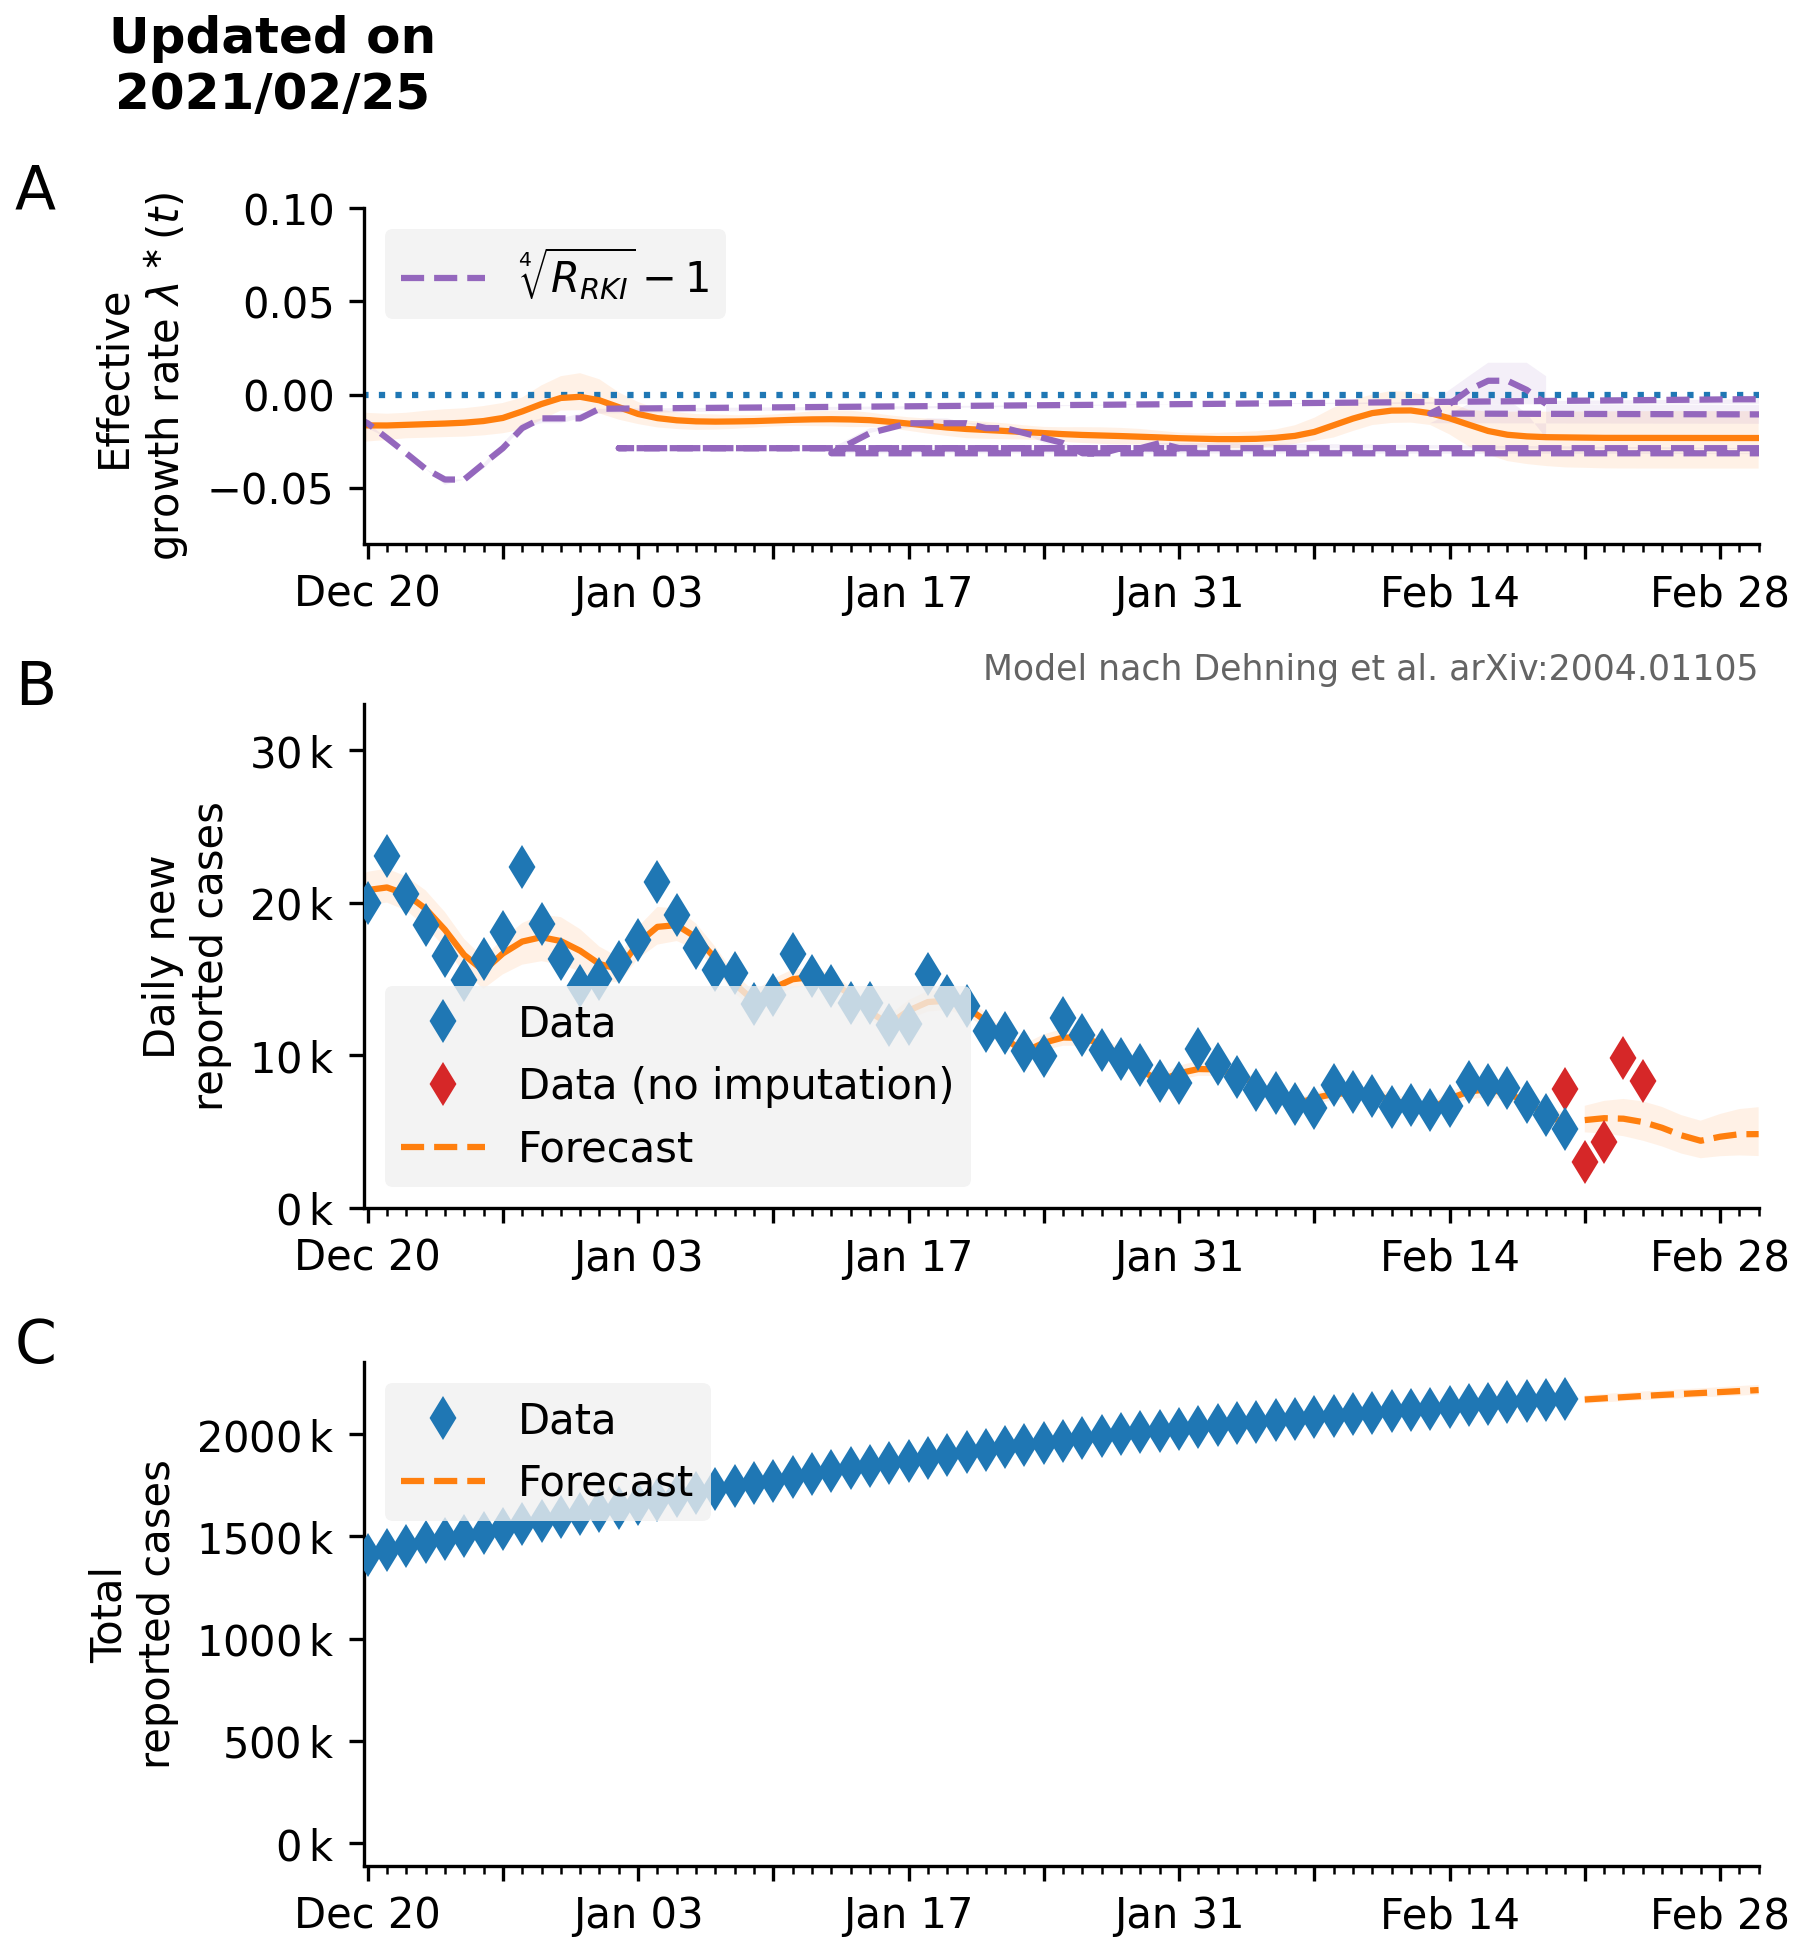 Updated on
2021/02/25
A
Effective
growth rate λ * (t)
0.10
0.05
0.00
−0.05
∜R_RKI − 1
Dec 20
Jan 03
Jan 17
Jan 31
Feb 14
Feb 28
Model nach Dehning et al. arXiv:2004.01105
B
Daily new
reported cases
30 k
20 k
10 k
0 k
Data
Data (no imputation)
Forecast
Dec 20
Jan 03
Jan 17
Jan 31
Feb 14
Feb 28
C
Total
reported cases
2000 k
1500 k
1000 k
500 k
0 k
Data
Forecast
Dec 20
Jan 03
Jan 17
Jan 31
Feb 14
Feb 28